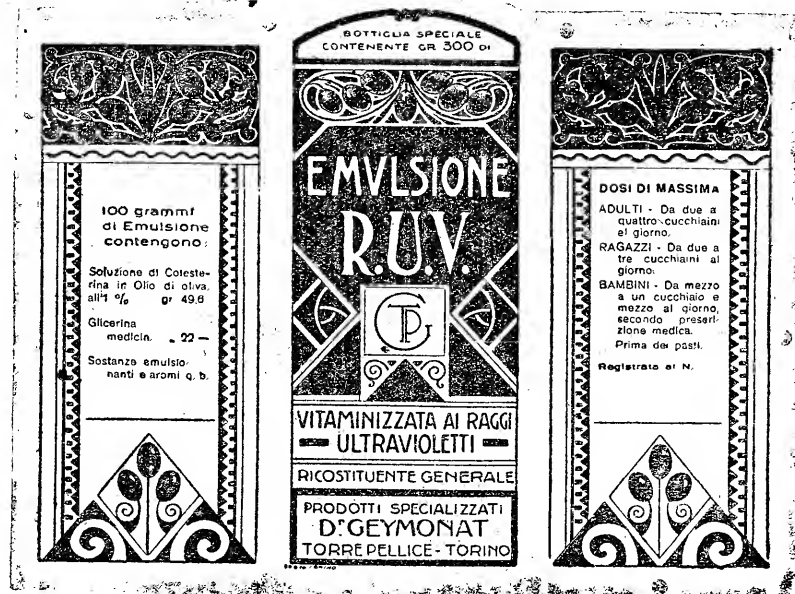 100 grammi
di Emulsione
contengono:
Soluzione di Coleste-
rina in Olio di oliva
all'1 % gr 49,6
Glicerina
medicin. „ 22 —
Sostanze emulsio-
nanti e aromi q. b.
BOTTIGLIA SPECIALE
CONTENENTE GR 300 DI
EMVLSIONE
R.U.V.
VITAMINIZZATA AI RAGGI
ULTRAVIOLETTI
RICOSTITUENTE GENERALE
PRODOTTI SPECIALIZZATI
Dr GEYMONAT
TORRE PELLICE - TORINO
DOSI DI MASSIMA
ADULTI - Da due a
quattro cucchiaini
al giorno.
RAGAZZI - Da due a
tre cucchiaini al
giorno.
BAMBINI - Da mezzo
a un cucchiaio e
mezzo al giorno,
secondo prescri-
zione medica.
Prima dei pasti.
Registrato al N.